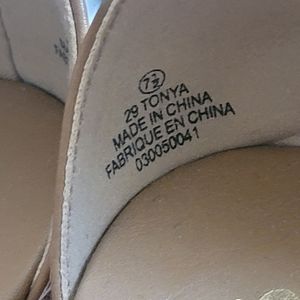 7½
29 TONYA
MADE IN CHINA
FABRIQUE EN CHINA
030050041